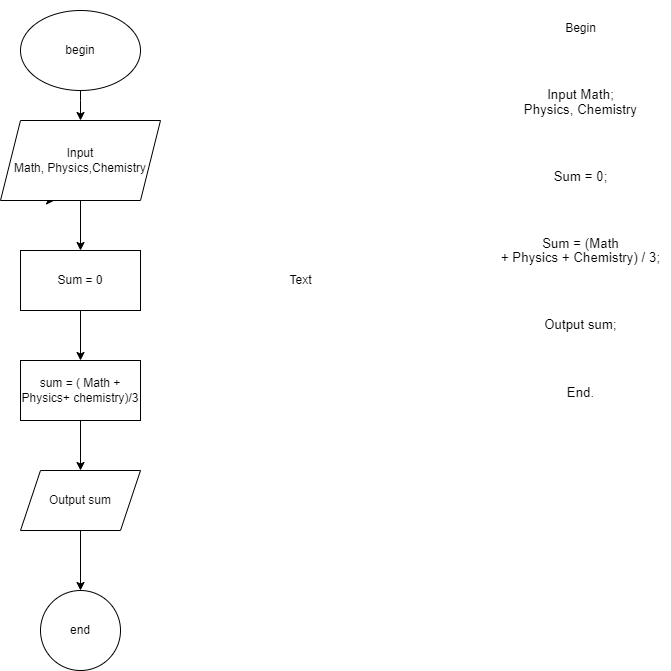 begin
Input
Math, Physics,Chemistry
Sum = 0
sum = ( Math +
Physics+ chemistry)/3
Output sum
end
Text
Begin
Input Math;
Physics, Chemistry
Sum = 0;
Sum = (Math
+ Physics + Chemistry) / 3;
Output sum;
End.